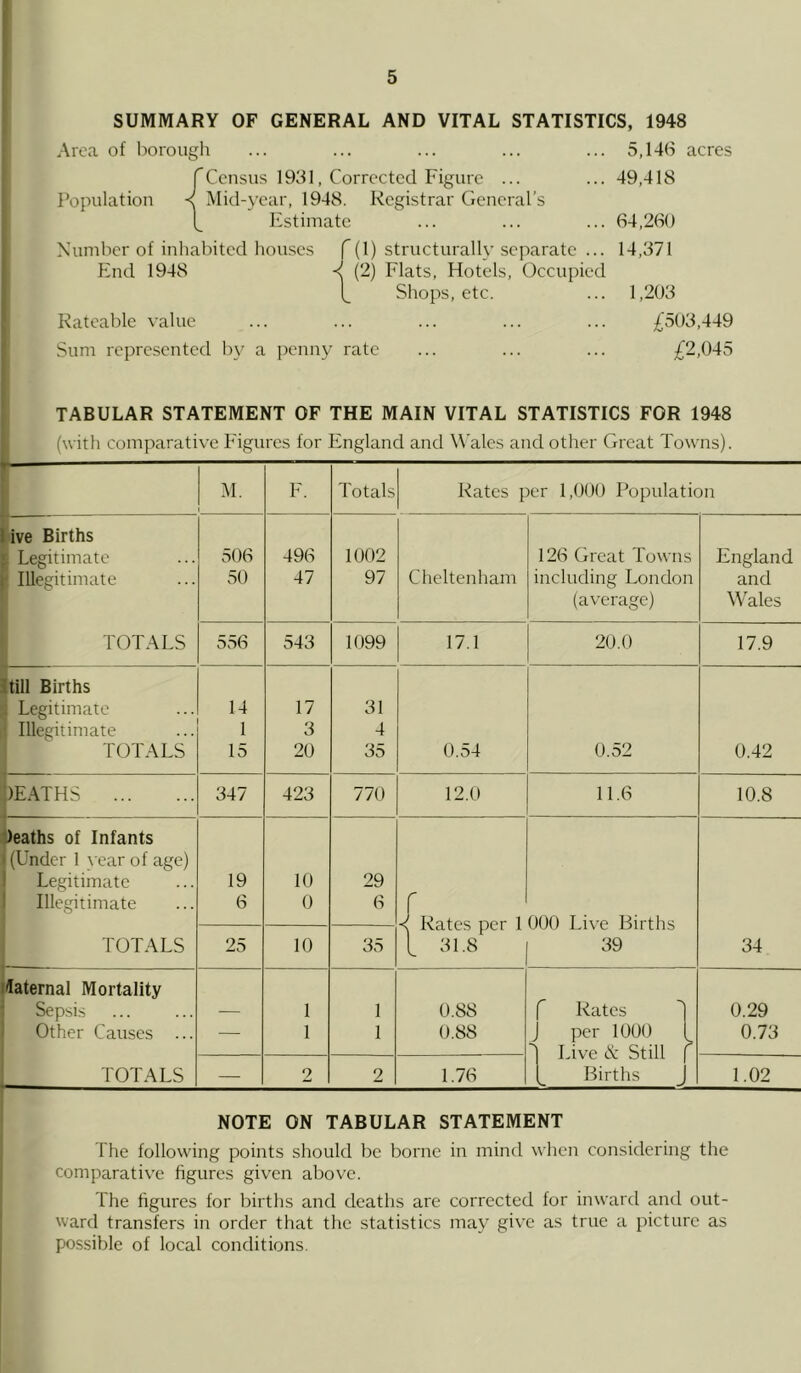 5
SUMMARY OF GENERAL AND VITAL STATISTICS, 1948
Area of borough ... ... ... ... ... 5,146 acres
Population { Census 1931, Corrected Figure ... ... 49,418
Mid-year, 1948. Registrar General's
Estimate ... ... ... 64,260
Number of inhabited houses { (1) structurally separate ... 14,371
End 1948 (2) Flats, Hotels, Occupied
Shops, etc. ... 1,203
Rateable value ... ... ... ... ... £503,449
Sum represented by a penny rate ... ... ... £2,045
TABULAR STATEMENT OF THE MAIN VITAL STATISTICS FOR 1948
(with comparative Figures for England and Wales and other Great Towns).
M. F. Totals Rates per 1,000 Population
ive Births
Legitimate ... 506 496 1002 126 Great Towns England
Illegitimate ... 50 47 97 Cheltenham including London and
(average) Wales
TOTALS 556 543 1099 17.1 20.0 17.9
till Births
Legitimate ... 14 17 31
Illegitimate ... 1 3 4
TOTALS 15 20 35 0.54 0.52 0.42
DEATHS ... ... 347 423 770 12.0 11.6 10.8
Deaths of Infants
(Under 1 year of age)
Legitimate ... 19 10 29
Illegitimate ... 6 0 6
{ Rates per 1000 Live Births
TOTALS 25 10 35 31.8 39 34
Maternal Mortality
Sepsis ... ... — 1 1 0.88 { Rates } 0.29
Other Causes ... — 1 1 0.88 per 1000 0.73
Live & Still
TOTALS — 2 2 1.76 Births 1.02
NOTE ON TABULAR STATEMENT
The following points should be borne in mind when considering the
comparative figures given above.
The figures for births and deaths are corrected for inward and out-
ward transfers in order that the statistics may give as true a picture as
possible of local conditions.